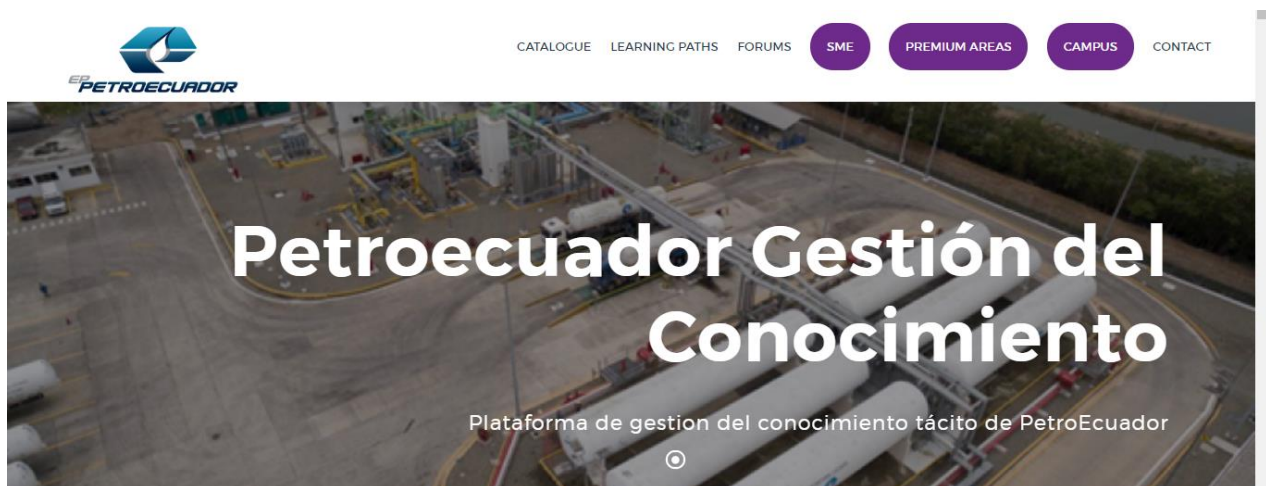 EP PETROECUADOR
CATALOGUE LEARNING PATHS FORUMS SME PREMIUM AREAS CAMPUS CONTACT
Petroecuador Gestión del
Conocimiento
Plataforma de gestion del conocimiento tácito de PetroEcuador